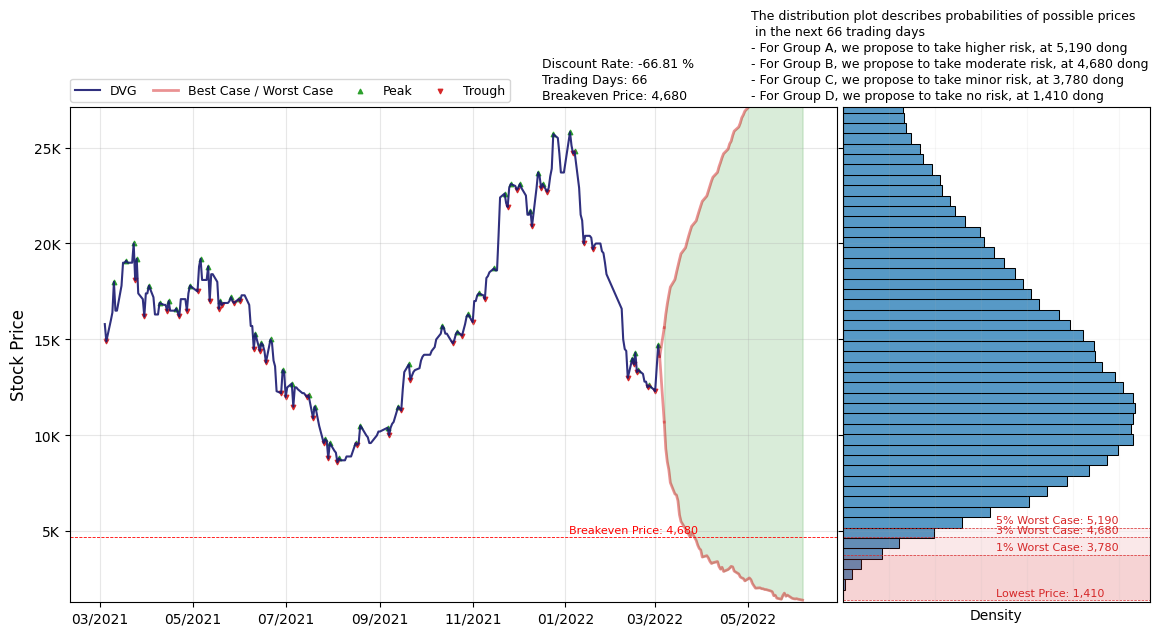 The distribution plot describes probabilities of possible prices
in the next 66 trading days
- For Group A, we propose to take higher risk, at 5,190 dong
- For Group B, we propose to take moderate risk, at 4,680 dong
- For Group C, we propose to take minor risk, at 3,780 dong
- For Group D, we propose to take no risk, at 1,410 dong
Discount Rate: -66.81 %
Trading Days: 66
Breakeven Price: 4,680
DVG
Best Case / Worst Case
Peak
Trough
Stock Price
25K
20K
15K
10K
5K
Breakeven Price: 4,680
5% Worst Case: 5,190
3% Worst Case: 4,680
1% Worst Case: 3,780
Lowest Price: 1,410
03/2021
05/2021
07/2021
09/2021
11/2021
01/2022
03/2022
05/2022
Density